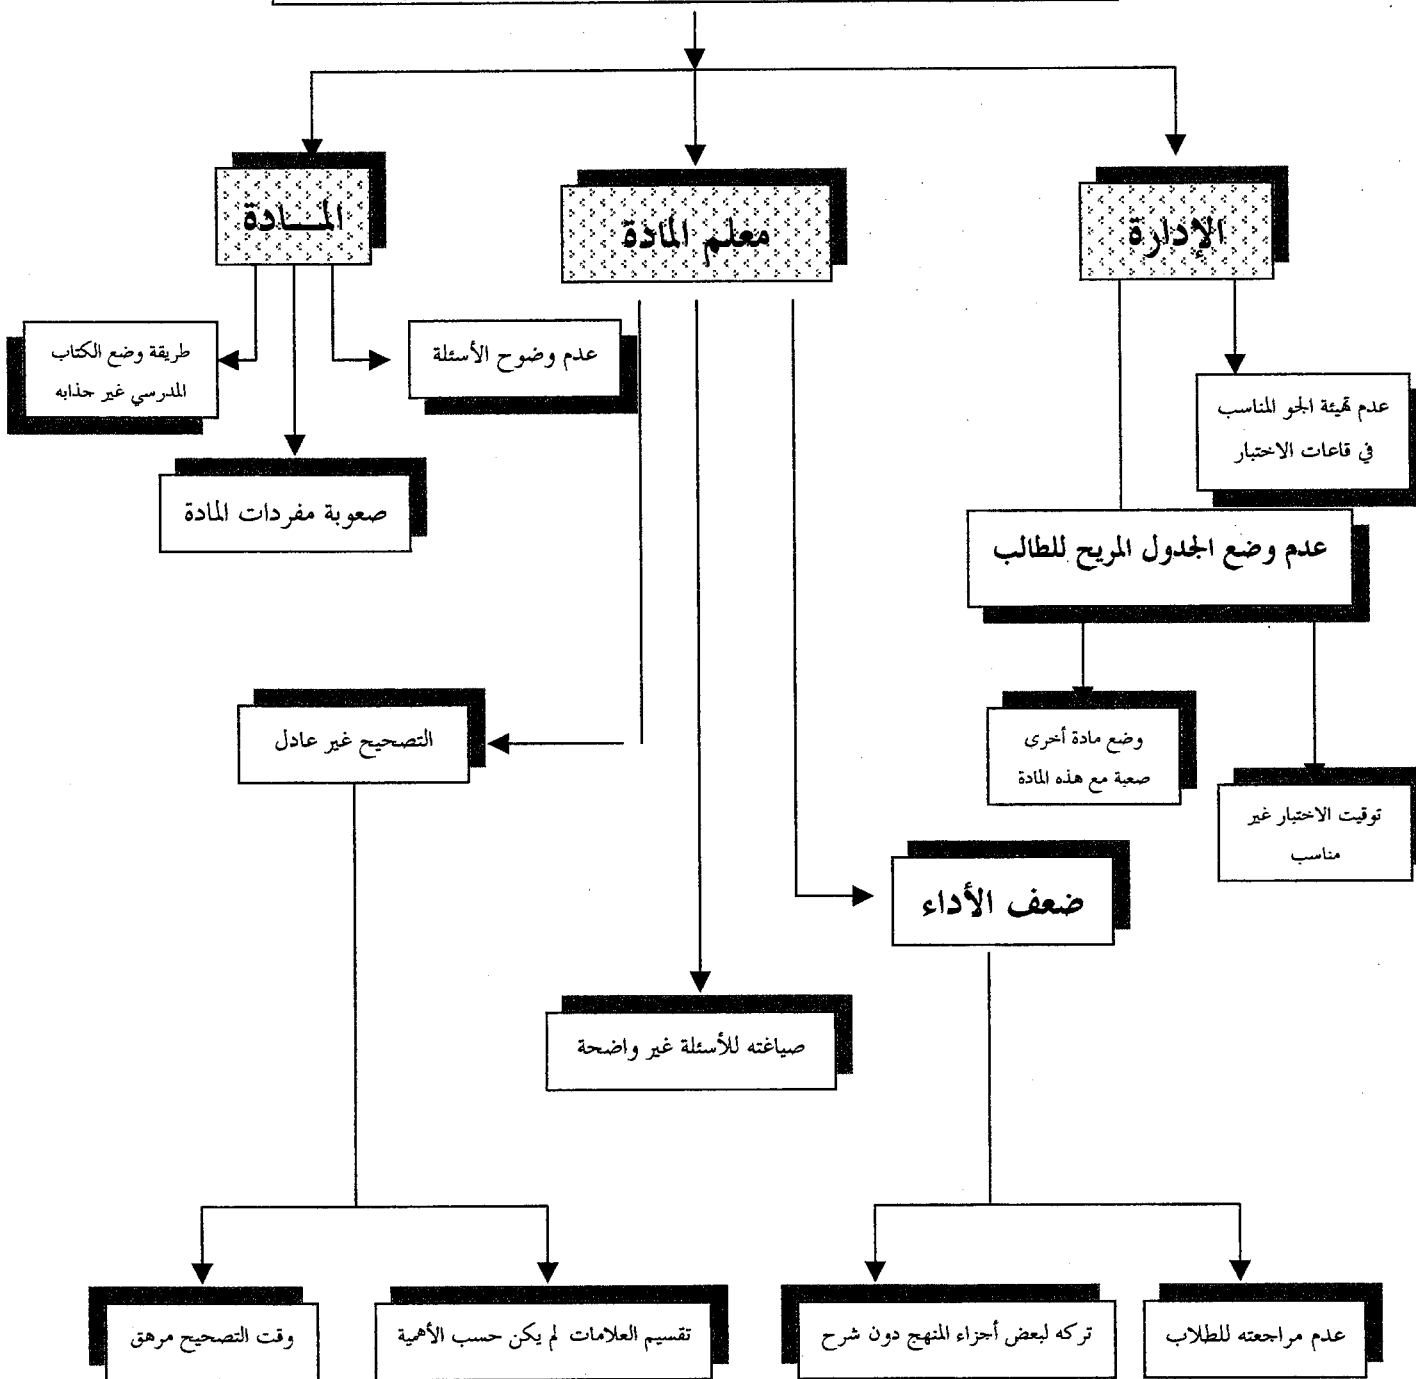 الإدارة
معلم المادة
المـــادة
عدم وضوح الأسئلة
طريقة وضع الكتاب
المدرسي غير جذابه
عدم تهيئة الجو المناسب
في قاعات الاختبار
صعوبة مفردات المادة
عدم وضع الجدول المريح للطالب
التصحيح غير عادل
وضع مادة أخرى
صعبة مع هذه المادة
توقيت الاختبار غير
مناسب
ضعف الأداء
صياغته للأسئلة غير واضحة
عدم مراجعته للطلاب
تركه لبعض أجزاء المنهج دون شرح
تقسيم العلامات لم يكن حسب الأهمية
وقت التصحيح مرهق